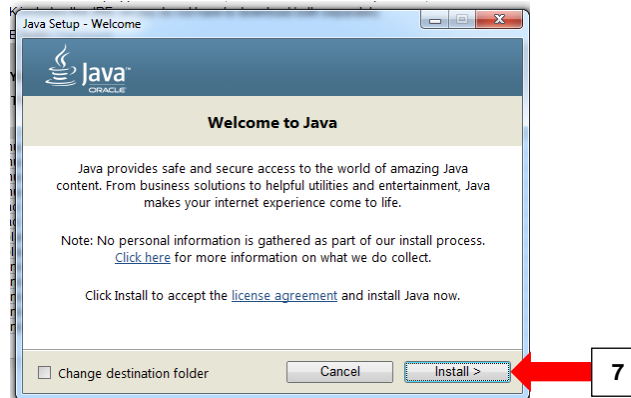 Java Setup - Welcome
Java™
ORACLE
Welcome to Java
Java provides safe and secure access to the world of amazing Java
content. From business solutions to helpful utilities and entertainment, Java
makes your internet experience come to life.
Note: No personal information is gathered as part of our install process.
Click here for more information on what we do collect.
Click Install to accept the license agreement and install Java now.
Change destination folder
Cancel
Install >
7